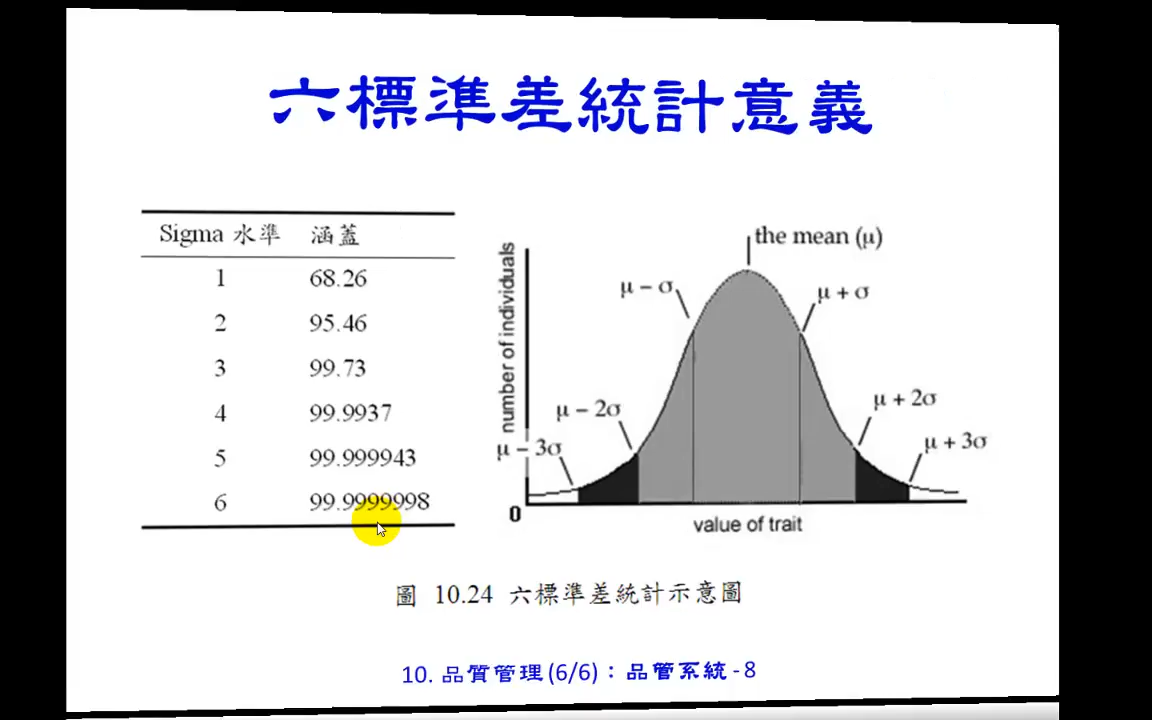 六標準差統計意義
Sigma 水準 涵蓋
1 68.26
2 95.46
3 99.73
4 99.9937
5 99.999943
6 99.9999998
number of individuals
the mean (μ)
μ − σ
μ + σ
μ − 2σ
μ + 2σ
μ − 3σ
μ + 3σ
0
value of trait
圖 10.24 六標準差統計示意圖
10. 品質管理(6/6)：品管系統 - 8